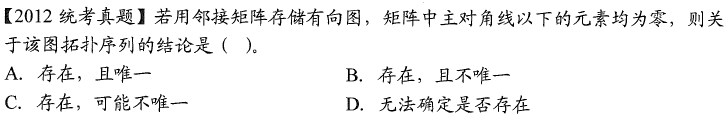 【2012 统考真题】若用邻接矩阵存储有向图，矩阵中主对角线以下的元素均为零，则关
于该图拓扑序列的结论是（ ）。
A. 存在，且唯一 B. 存在，且不唯一
C. 存在，可能不唯一 D. 无法确定是否存在